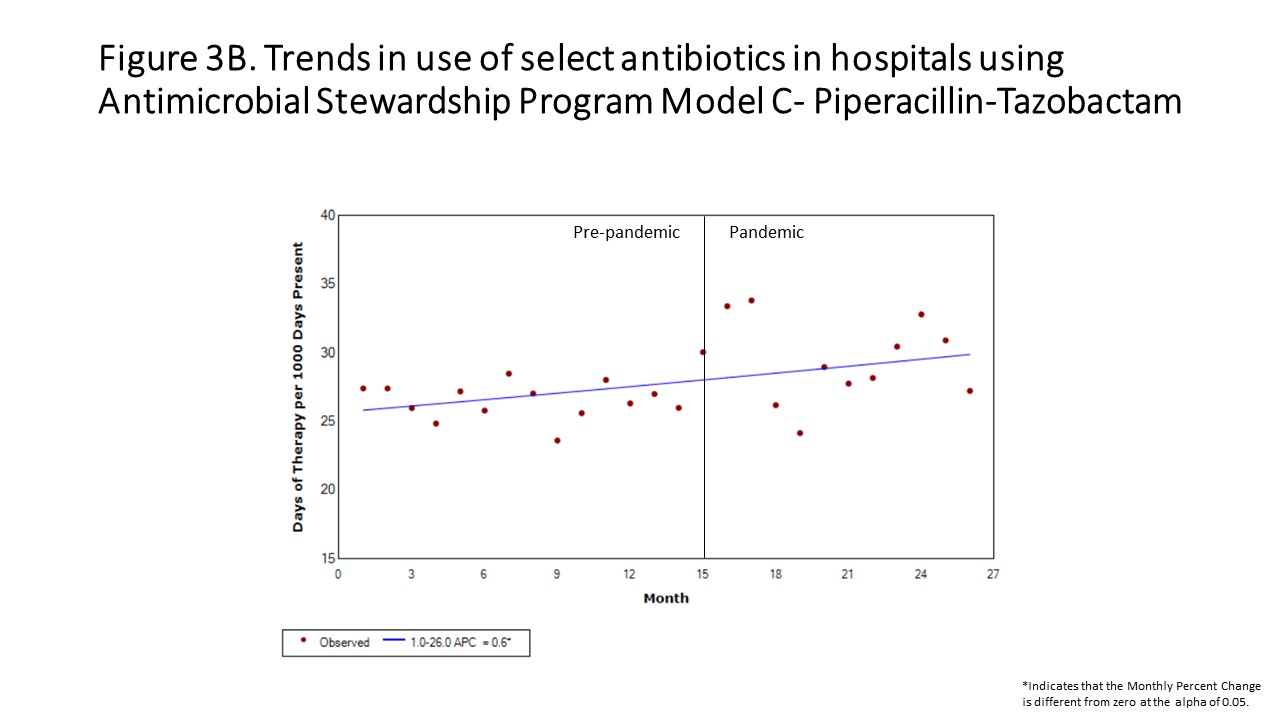 Figure 3B. Trends in use of select antibiotics in hospitals using
Antimicrobial Stewardship Program Model C- Piperacillin-Tazobactam
40
Pre-pandemic
Pandemic
35
30
25
20
15
Days of Therapy per 1000 Days Present
0 3 6 9 12 15 18 21 24 27
Month
Observed 1.0-26.0 APC = 0.6*
*Indicates that the Monthly Percent Change
is different from zero at the alpha of 0.05.